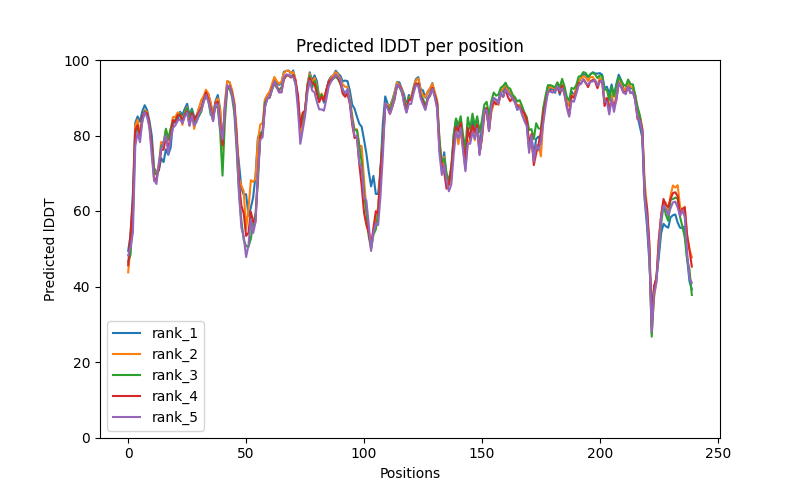 Predicted lDDT per position
Predicted lDDT
100
80
60
40
20
0
rank_1
rank_2
rank_3
rank_4
rank_5
0
50
100
150
200
250
Positions